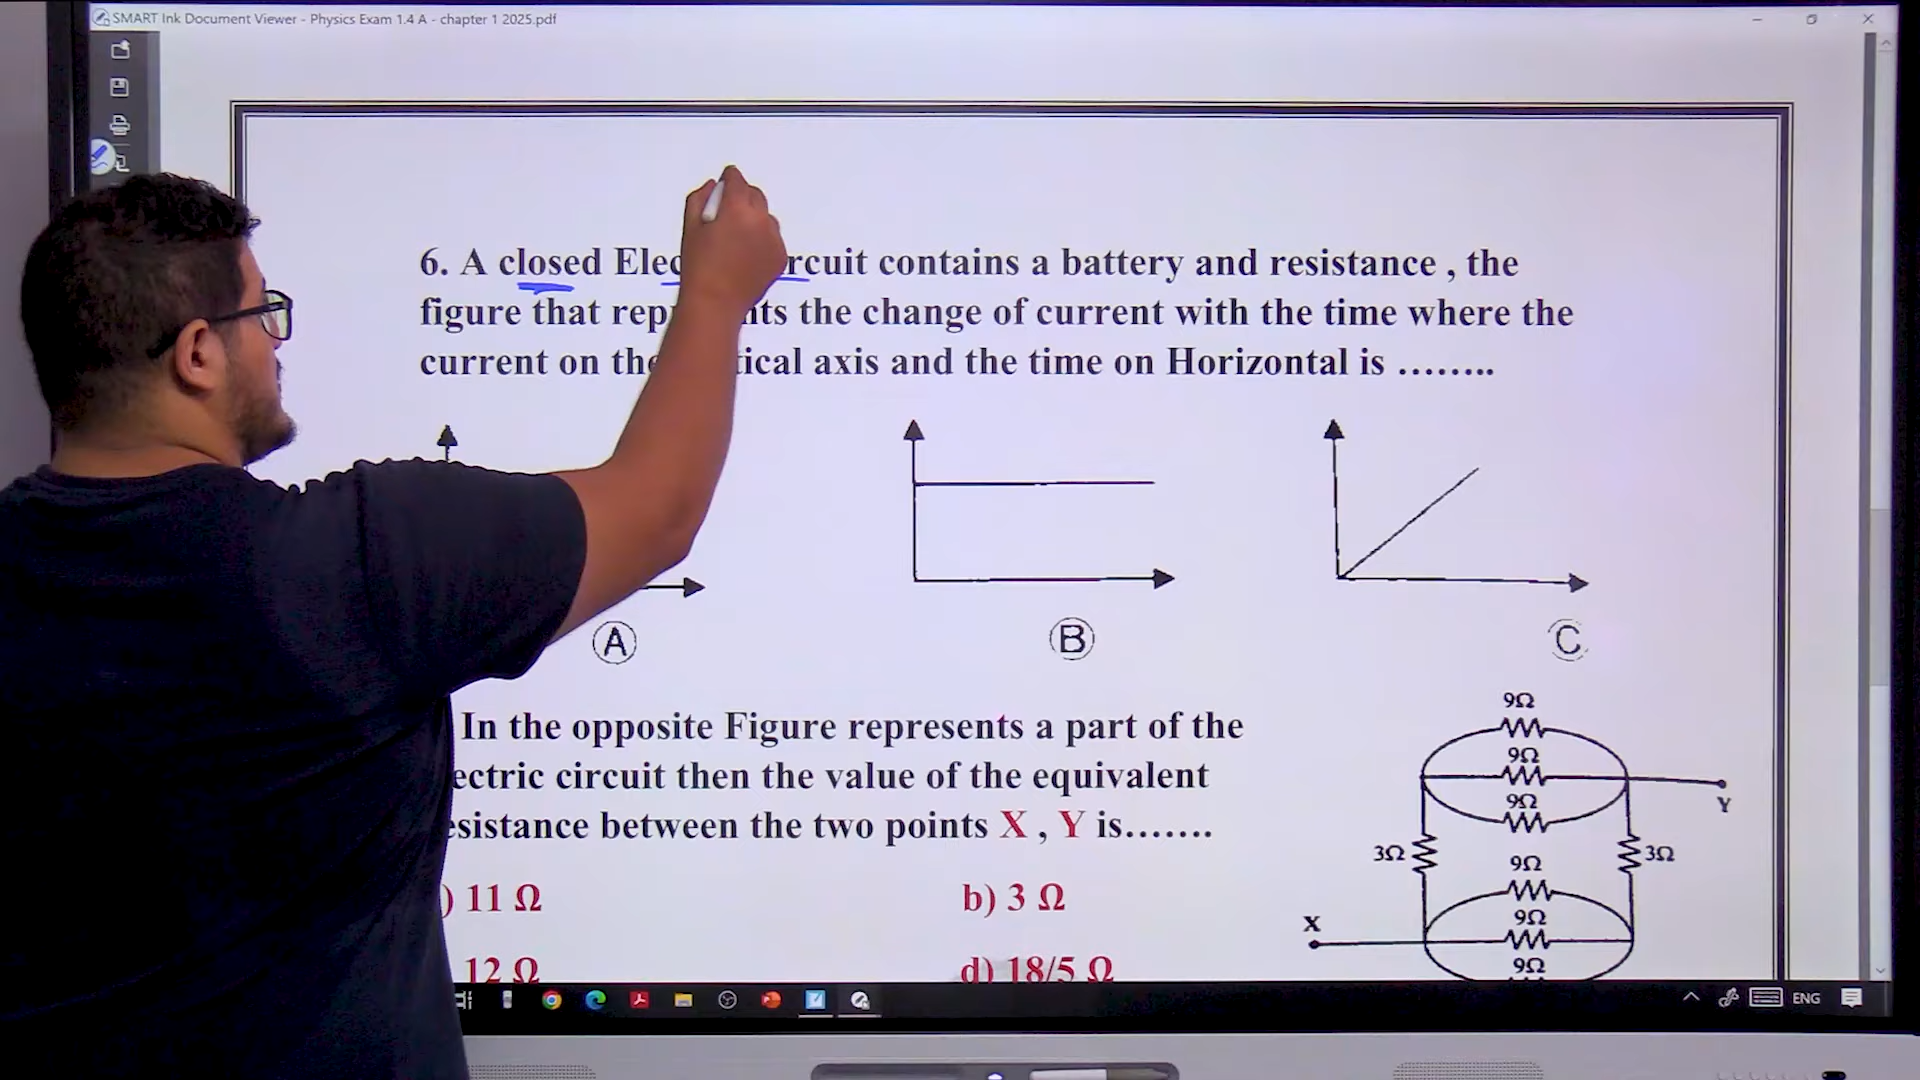 SMART Ink Document Viewer - Physics Exam 1.4 A - chapter 1 2025.pdf
6. A closed Elec rcuit contains a battery and resistance , the
figure that rep nts the change of current with the time where the
current on the tical axis and the time on Horizontal is ........
A
B
C
In the opposite Figure represents a part of the
ectric circuit then the value of the equivalent
esistance between the two points X , Y is.......
) 11 Ω
b) 3 Ω
12 Ω
d) 18/5 Ω
9Ω
9Ω
9Ω
Y
3Ω
3Ω
9Ω
X
9Ω
9Ω
ENG